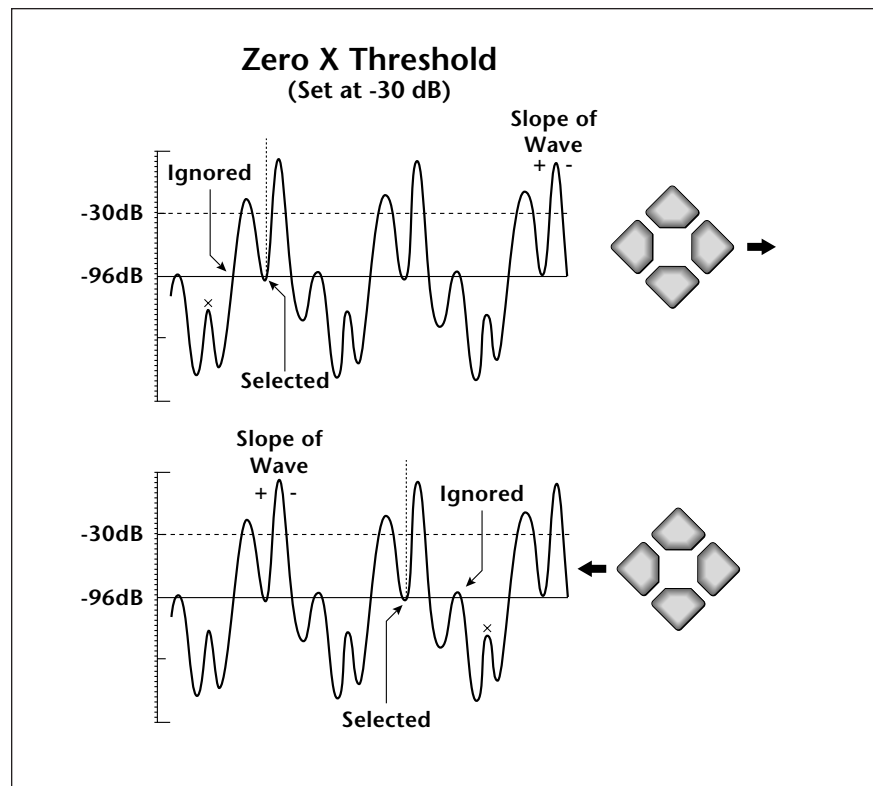 Zero X Threshold
(Set at -30 dB)
Slope of
Wave
+ -
Ignored
-30dB
-96dB
×
Selected
Slope of
Wave
+ -
Ignored
-30dB
-96dB
×
Selected